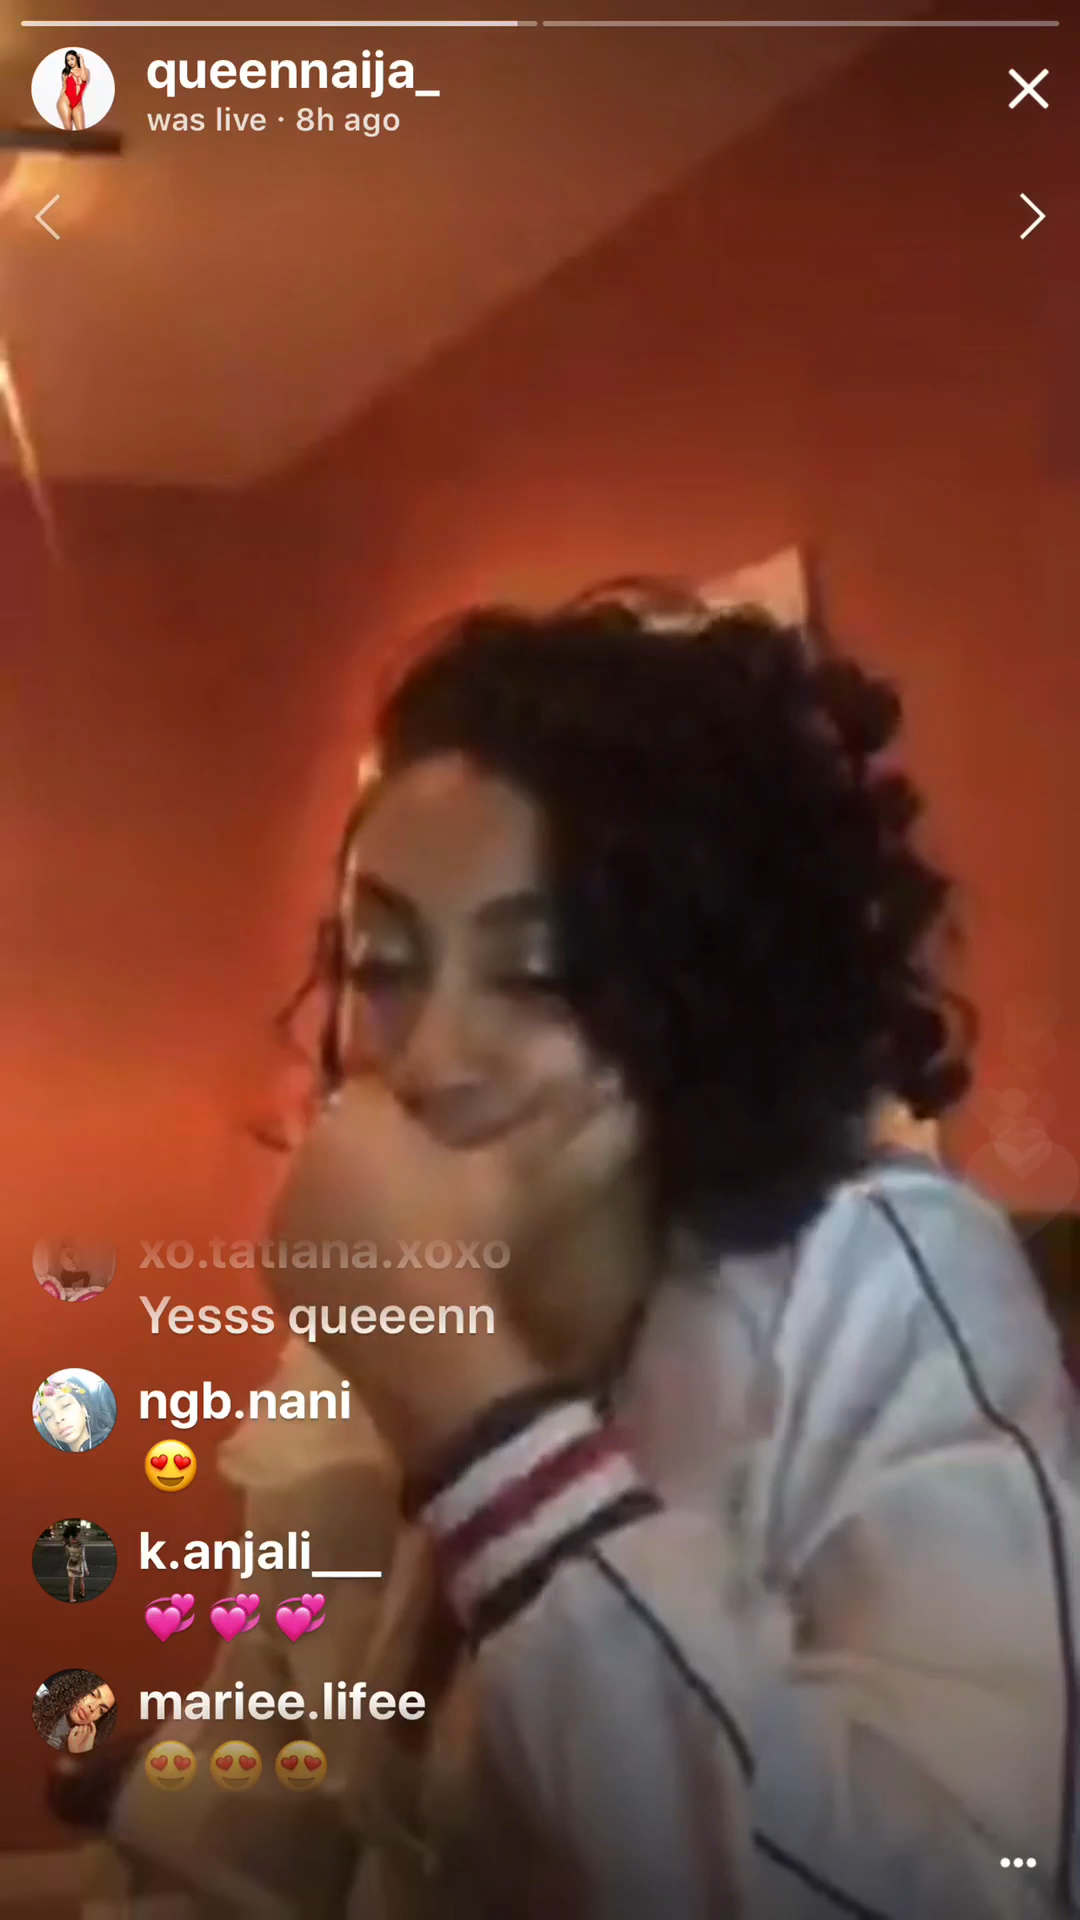 queennaija_
was live · 8h ago
xo.tatiana.xoxo
Yesss queeenn
ngb.nani
😍
k.anjali___
💞 💞 💞
mariee.lifee
😍 😍 😍